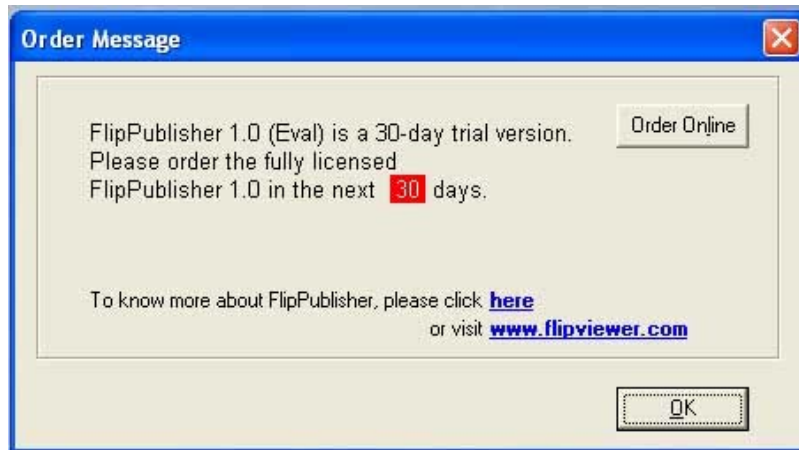 Order Message
FlipPublisher 1.0 (Eval) is a 30-day trial version.
Order Online
Please order the fully licensed
FlipPublisher 1.0 in the next 30 days.
To know more about FlipPublisher, please click here
or visit www.flipviewer.com
OK